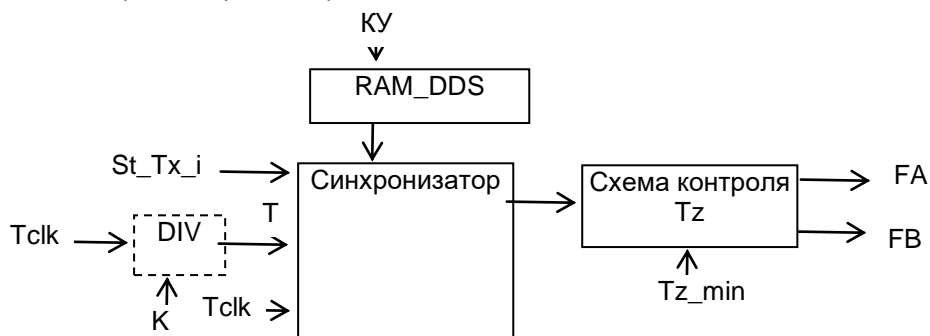 КУ
RAM_DDS
St_Tx_i
Синхронизатор
Схема контроля
Tz
FA
T
Tclk
DIV
FB
Tz_min
Tclk
K